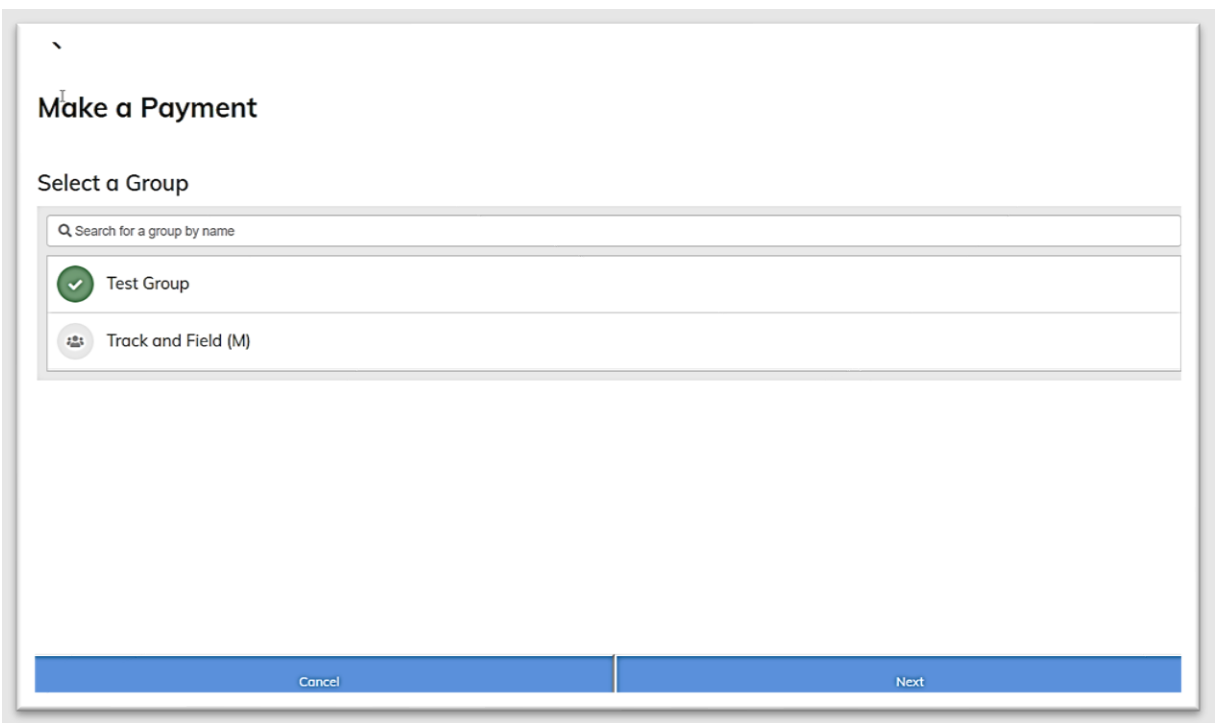 `
Make a Payment
Select a Group
Search for a group by name
Test Group
Track and Field (M)
Cancel Next